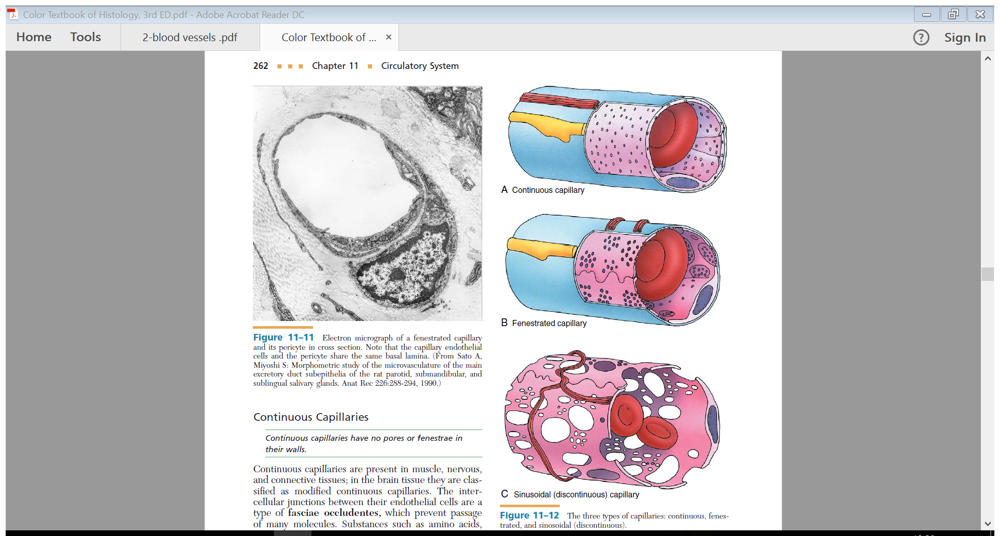 Color Textbook of Histology, 3rd ED.pdf - Adobe Acrobat Reader DC
Home Tools 2-blood vessels .pdf Color Textbook of ... × ? Sign In
262 Chapter 11 Circulatory System
Figure 11–11 Electron micrograph of a fenestrated capillary
and its pericyte in cross section. Note that the capillary endothelial
cells and the pericyte share the same basal lamina. (From Sato A,
Miyoshi S: Morphometric study of the microvasculature of the main
excretory duct subepithelia of the rat parotid, submandibular, and
sublingual salivary glands. Anat Rec 226:288-294, 1990.)
Continuous Capillaries
Continuous capillaries have no pores or fenestrae in
their walls.
Continuous capillaries are present in muscle, nervous,
and connective tissues; in the brain tissue they are clas-
sified as modified continuous capillaries. The inter-
cellular junctions between their endothelial cells are a
type of fasciae occludentes, which prevent passage
of many molecules. Substances such as amino acids,
A Continuous capillary
B Fenestrated capillary
C Sinusoidal (discontinuous) capillary
Figure 11–12 The three types of capillaries: continuous, fenes-
trated, and sinosoidal (discontinuous).